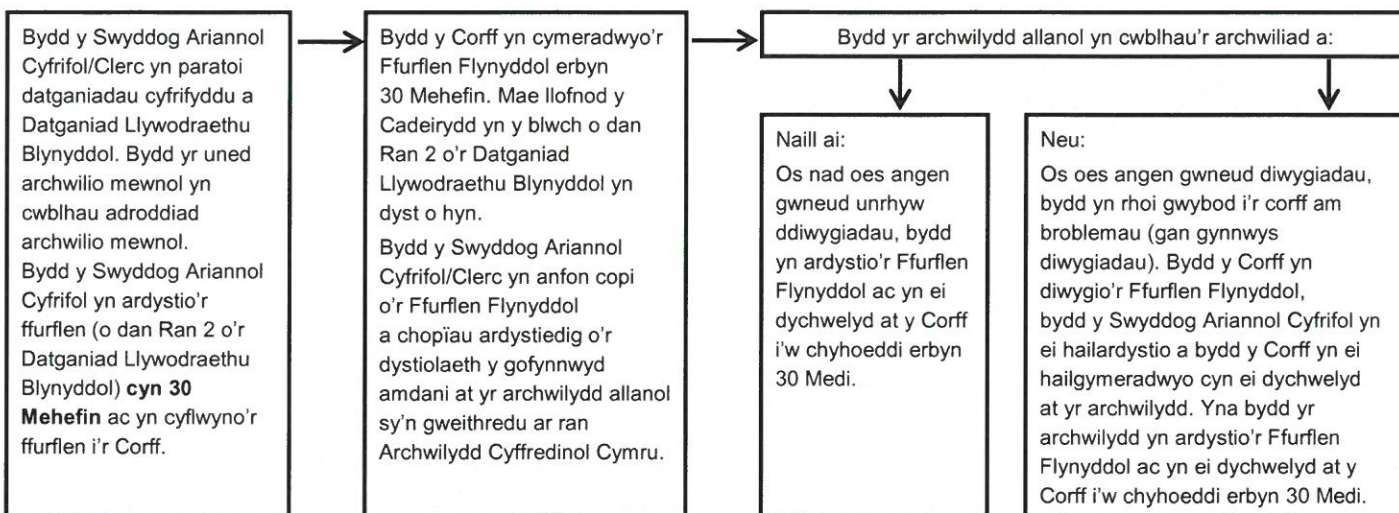 Bydd y Swyddog Ariannol
Cyfrifol/Clerc yn paratoi
datganiadau cyfrifyddu a
Datganiad Llywodraethu
Blynyddol. Bydd yr uned
archwilio mewnol yn
cwblhau adroddiad
archwilio mewnol.
Bydd y Swyddog Ariannol
Cyfrifol yn ardystio'r
ffurflen (o dan Ran 2 o'r
Datganiad Llywodraethu
Blynyddol) cyn 30
Mehefin ac yn cyflwyno'r
ffurflen i'r Corff.
Bydd y Corff yn cymeradwyo'r
Ffurflen Flynyddol erbyn
30 Mehefin. Mae llofnod y
Cadeirydd yn y blwch o dan
Ran 2 o'r Datganiad
Llywodraethu Blynyddol yn
dyst o hyn.
Bydd y Swyddog Ariannol
Cyfrifol/Clerc yn anfon copi
o'r Ffurflen Flynyddol
a chopïau ardystiedig o'r
dystiolaeth y gofynnwyd
amdani at yr archwilydd allanol
sy'n gweithredu ar ran
Archwilydd Cyffredinol Cymru.
Bydd yr archwilydd allanol yn cwblhau'r archwiliad a:
Naill ai:
Os nad oes angen
gwneud unrhyw
ddiwygiadau, bydd
yn ardystio'r Ffurflen
Flynyddol ac yn ei
dychwelyd at y Corff
i'w chyhoeddi erbyn
30 Medi.
Neu:
Os oes angen gwneud diwygiadau,
bydd yn rhoi gwybod i'r corff am
broblemau (gan gynnwys
diwygiadau). Bydd y Corff yn
diwygio'r Ffurflen Flynyddol,
bydd y Swyddog Ariannol Cyfrifol yn
ei hailardystio a bydd y Corff yn ei
hailgymeradwyo cyn ei dychwelyd
at yr archwilydd. Yna bydd yr
archwilydd yn ardystio'r Ffurflen
Flynyddol ac yn ei dychwelyd at y
Corff i'w chyhoeddi erbyn 30 Medi.